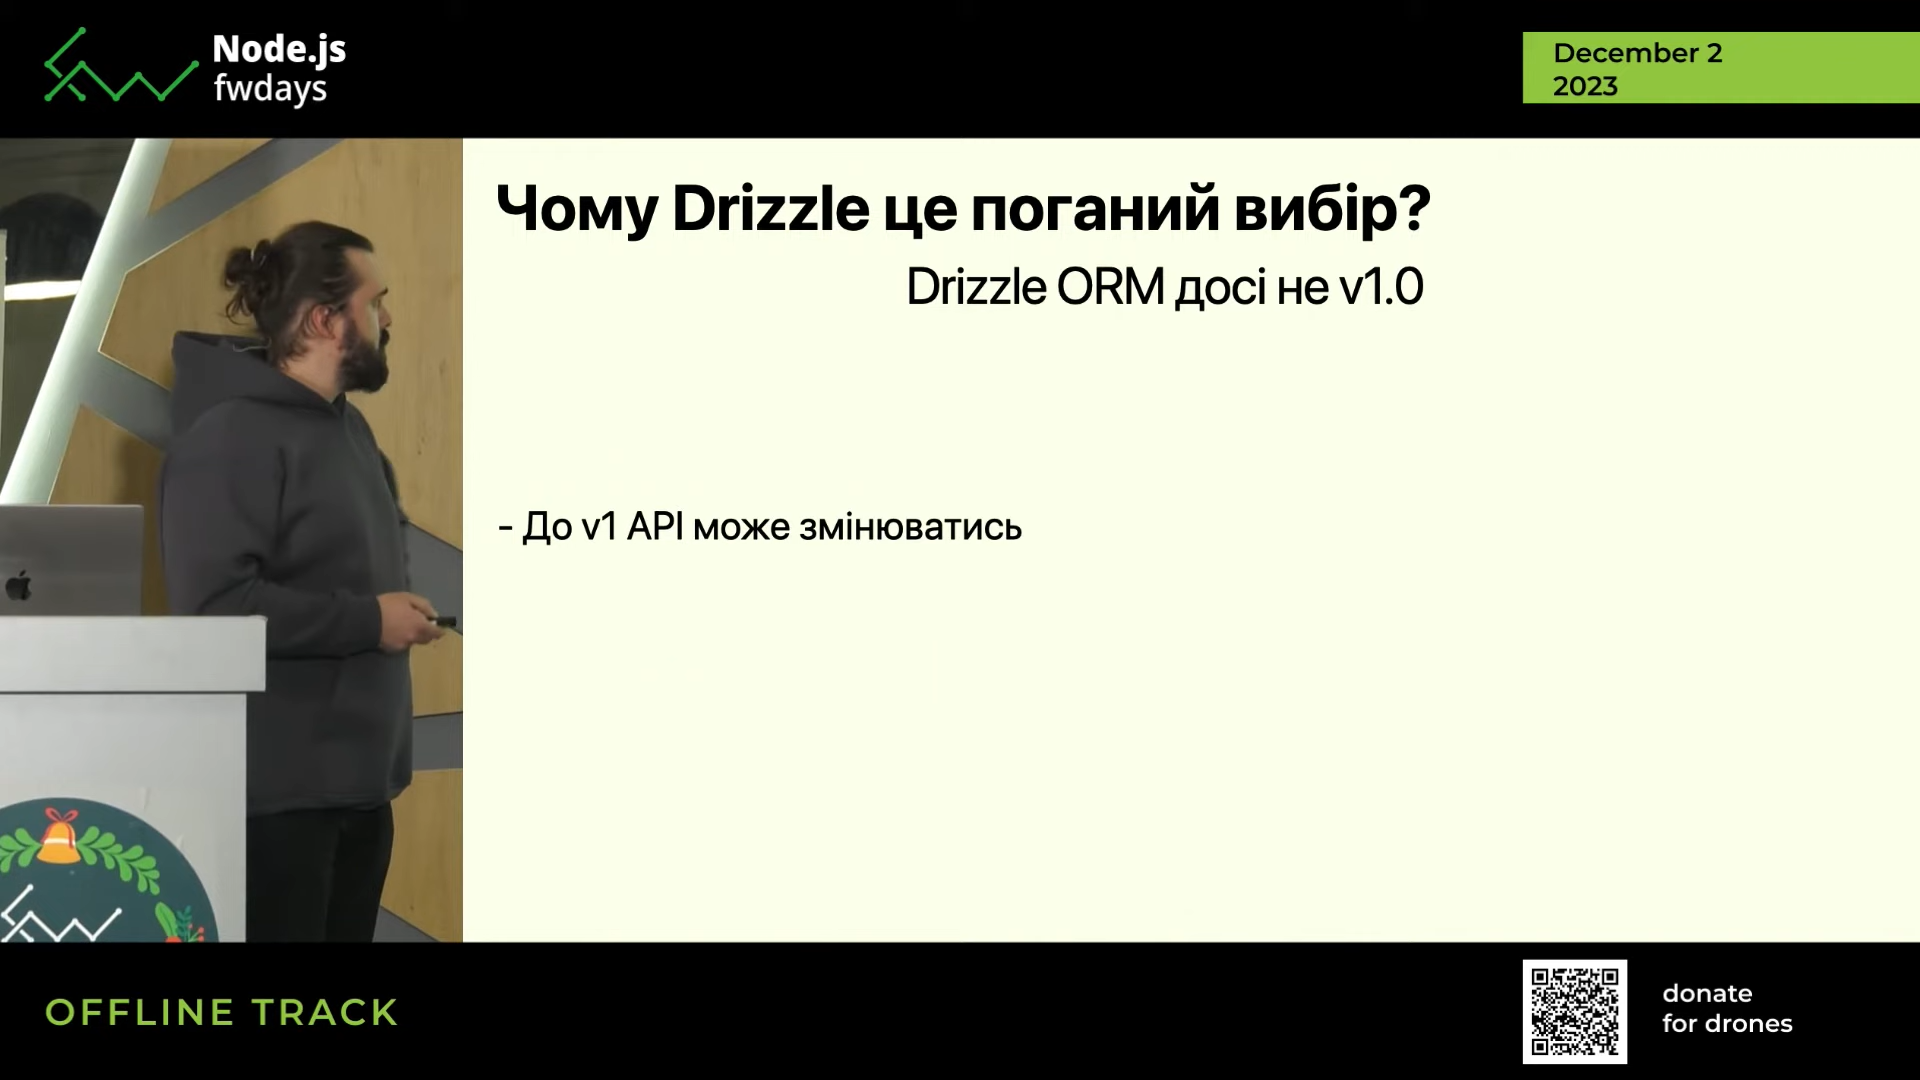 Node.js
fwdays
December 2
2023
Чому Drizzle це поганий вибір?
Drizzle ORM досі не v1.0
- До v1 API може змінюватись
OFFLINE TRACK
donate
for drones